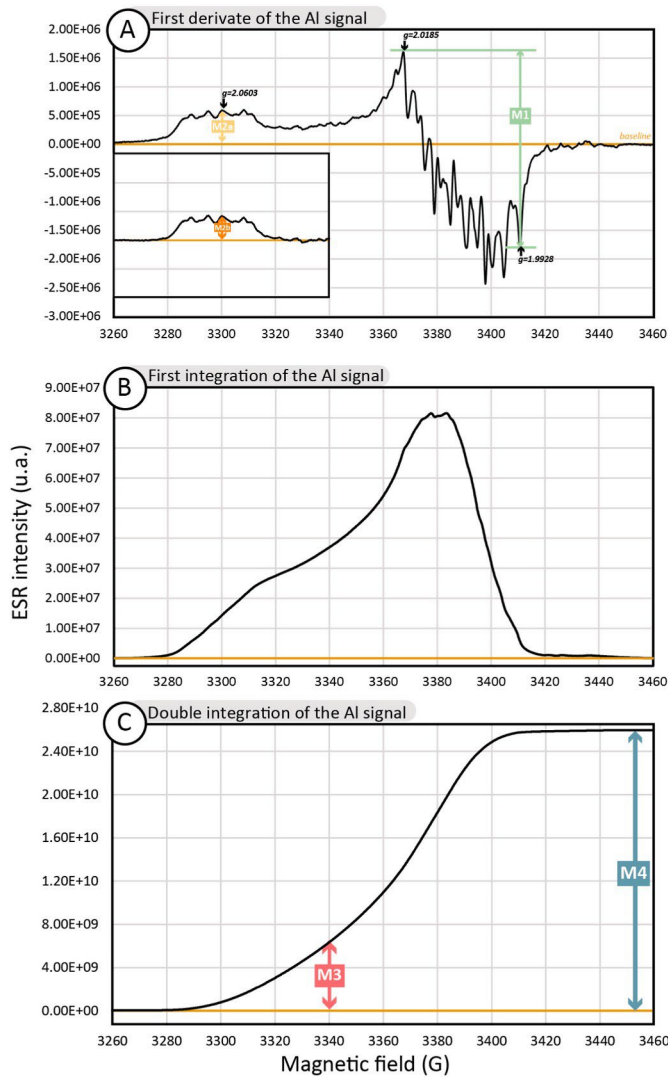 A First derivate of the Al signal
2.00E+06
1.50E+06
1.00E+06
5.00E+05
0.00E+00
-5.00E+05
-1.00E+06
-1.50E+06
-2.00E+06
-2.50E+06
-3.00E+06
g=2.0185
g=2.0603
M2a
M1
baseline
M2b
g=1.9928
3260 3280 3300 3320 3340 3360 3380 3400 3420 3440 3460
B First integration of the Al signal
9.00E+07
8.00E+07
7.00E+07
6.00E+07
5.00E+07
4.00E+07
3.00E+07
2.00E+07
1.00E+07
0.00E+00
3260 3280 3300 3320 3340 3360 3380 3400 3420 3440 3460
ESR intensity (u.a.)
C Double integration of the Al signal
2.80E+10
2.40E+10
2.00E+10
1.60E+10
1.20E+10
8.00E+09
4.00E+09
0.00E+00
M4
M3
3260 3280 3300 3320 3340 3360 3380 3400 3420 3440 3460
Magnetic field (G)